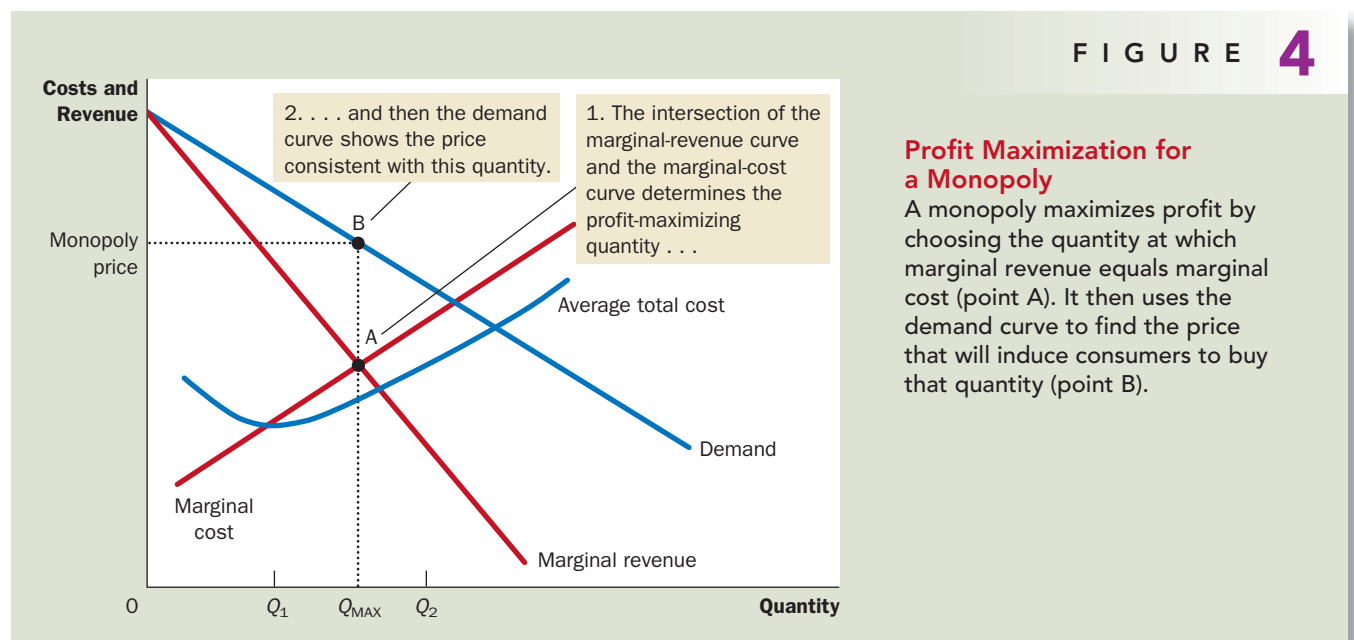 FIGURE 4
Costs and
Revenue
2. . . . and then the demand
curve shows the price
consistent with this quantity.
1. The intersection of the
marginal-revenue curve
and the marginal-cost
curve determines the
profit-maximizing
quantity . . .
Monopoly
price
B
A
Average total cost
Demand
Marginal
cost
Marginal revenue
0
Q1
QMAX
Q2
Quantity
Profit Maximization for
a Monopoly
A monopoly maximizes profit by
choosing the quantity at which
marginal revenue equals marginal
cost (point A). It then uses the
demand curve to find the price
that will induce consumers to buy
that quantity (point B).